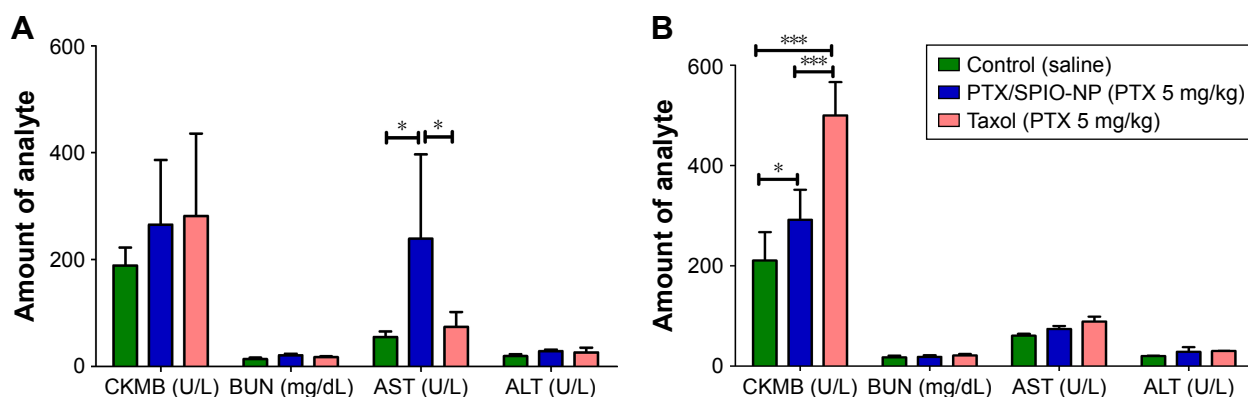 A
Amount of analyte
600
400
200
0
*
*
CKMB (U/L)
BUN (mg/dL)
AST (U/L)
ALT (U/L)
B
Amount of analyte
600
400
200
0
***
***
*
CKMB (U/L)
BUN (mg/dL)
AST (U/L)
ALT (U/L)
Control (saline)
PTX/SPIO-NP (PTX 5 mg/kg)
Taxol (PTX 5 mg/kg)